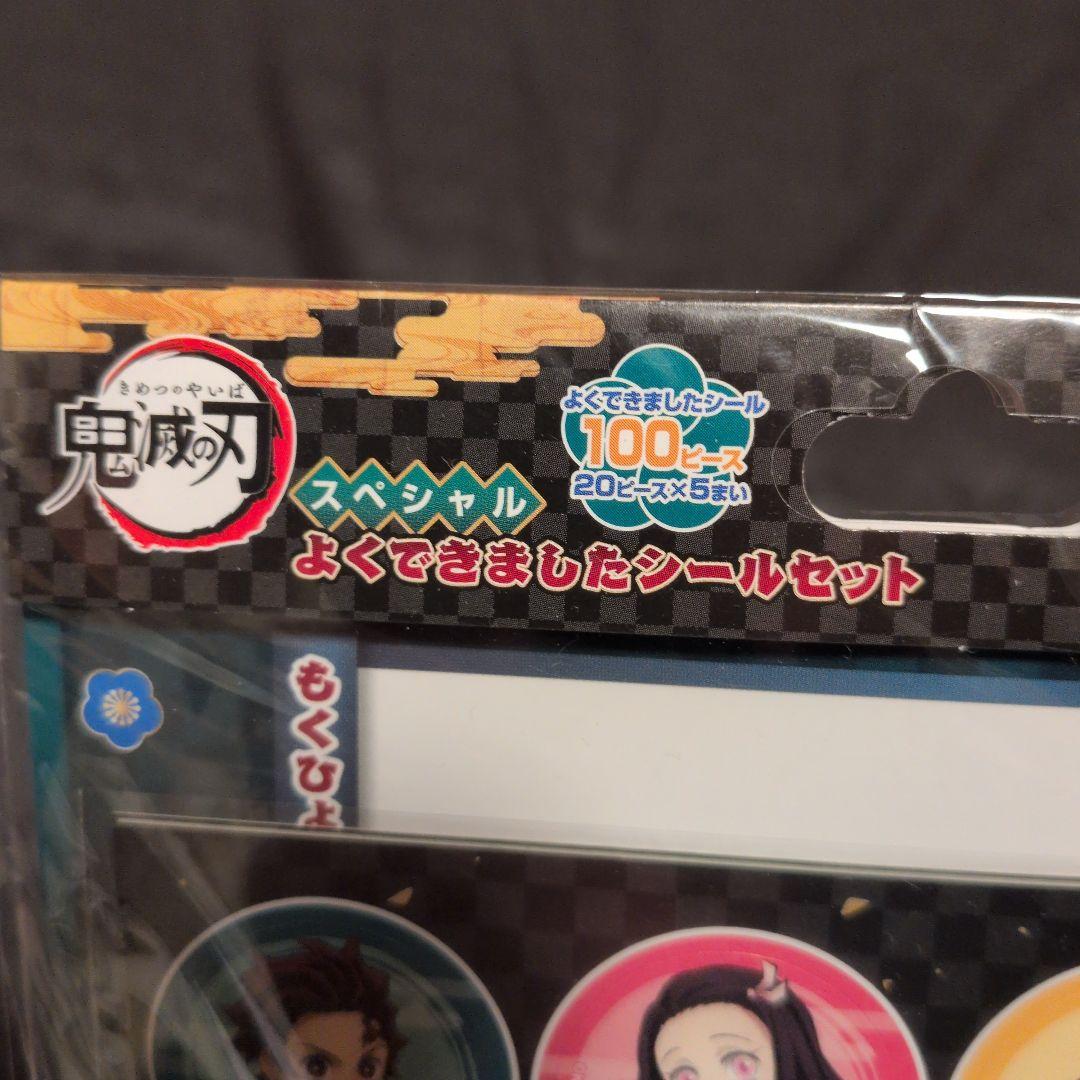 きめつのやいば
鬼滅の刃
スペシャル
よくできましたシールセット
よくできましたシール
100ピース
20ピース×5まい
もくひょ